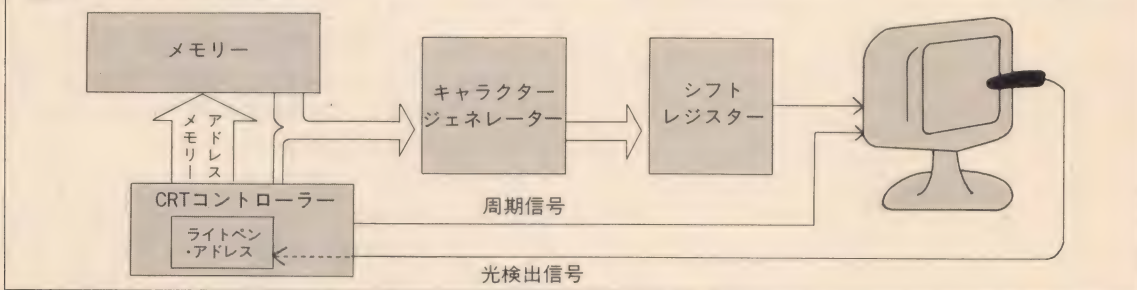 メモリー
キャラクター
ジェネレーター
シフト
レジスター
メモリー
アドレス
CRTコントローラー
ライトペン
・アドレス
周期信号
光検出信号